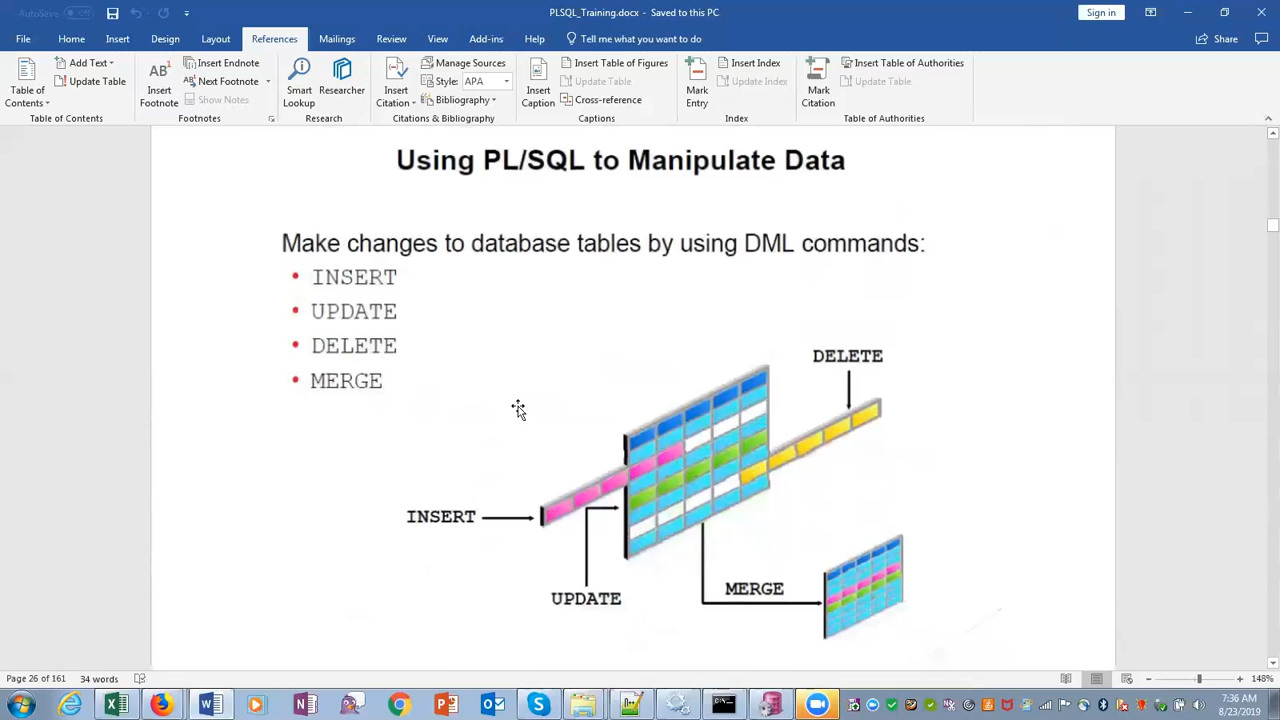 AutoSave
PLSQL_Training.docx - Saved to this PC
Sign in
File Home Insert Design Layout References Mailings Review View Add-ins Help Tell me what you want to do Share
Table of Contents
Add Text
Update Table
Table of Contents
AB1
Insert Footnote
Insert Endnote
Next Footnote
Show Notes
Footnotes
Smart Lookup
Researcher
Research
Insert Citation
Manage Sources
Style: APA
Bibliography
Citations & Bibliography
Insert Caption
Insert Table of Figures
Update Table
Cross-reference
Captions
Mark Entry
Insert Index
Update Index
Index
Mark Citation
Insert Table of Authorities
Update Table
Table of Authorities
Using PL/SQL to Manipulate Data
Make changes to database tables by using DML commands:
• INSERT
• UPDATE
• DELETE
• MERGE
DELETE
INSERT
UPDATE
MERGE
Page 26 of 161 34 words
148%
7:36 AM
8/23/2019